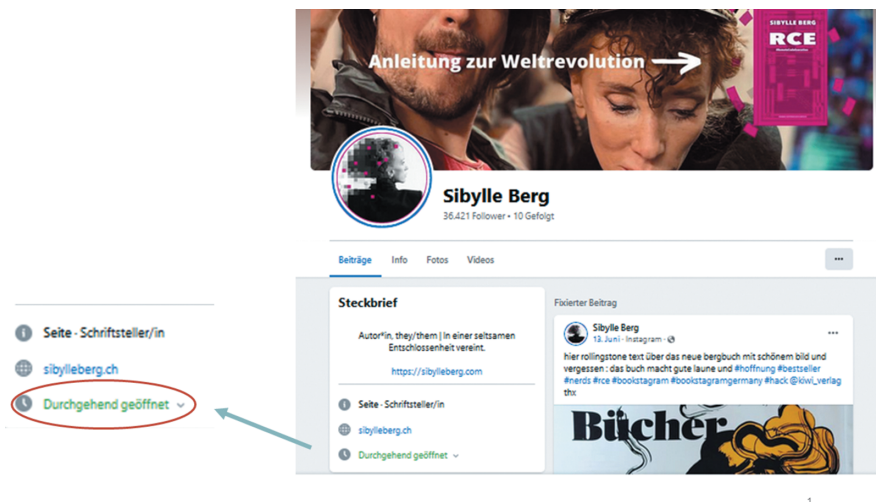 SIBYLLE BERG
RCE
Anleitung zur Weltrevolution
Sibylle Berg
36.421 Follower • 10 Gefolgt
Beiträge Info Fotos Videos
Steckbrief
Autor*in, they/them | In einer seltsamen
Entschlossenheit vereint.
https://sibylleberg.com
Seite · Schriftsteller/in
sibylleberg.ch
Durchgehend geöffnet
Fixierter Beitrag
Sibylle Berg
13. Juni · Instagram ·
hier rollingstone text über das neue bergbuch mit schönem bild und
vergessen : das buch macht gute laune und #hoffnung #bestseller
#nerds #rce #bookstagram #bookstagramgermany #hack @kiwi_verlag
thx
Bücher
Seite · Schriftsteller/in
sibylleberg.ch
Durchgehend geöffnet
1